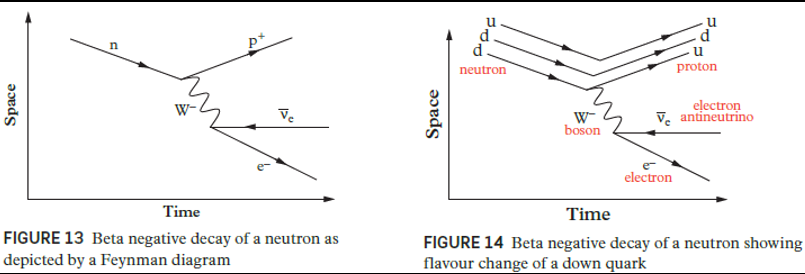 Space
n
p+
W−
ν̅e
e−
Time
FIGURE 13 Beta negative decay of a neutron as
depicted by a Feynman diagram
Space
u
d
d
neutron
u
d
u
proton
W−
boson
ν̅e
electron
antineutrino
e−
electron
Time
FIGURE 14 Beta negative decay of a neutron showing
flavour change of a down quark